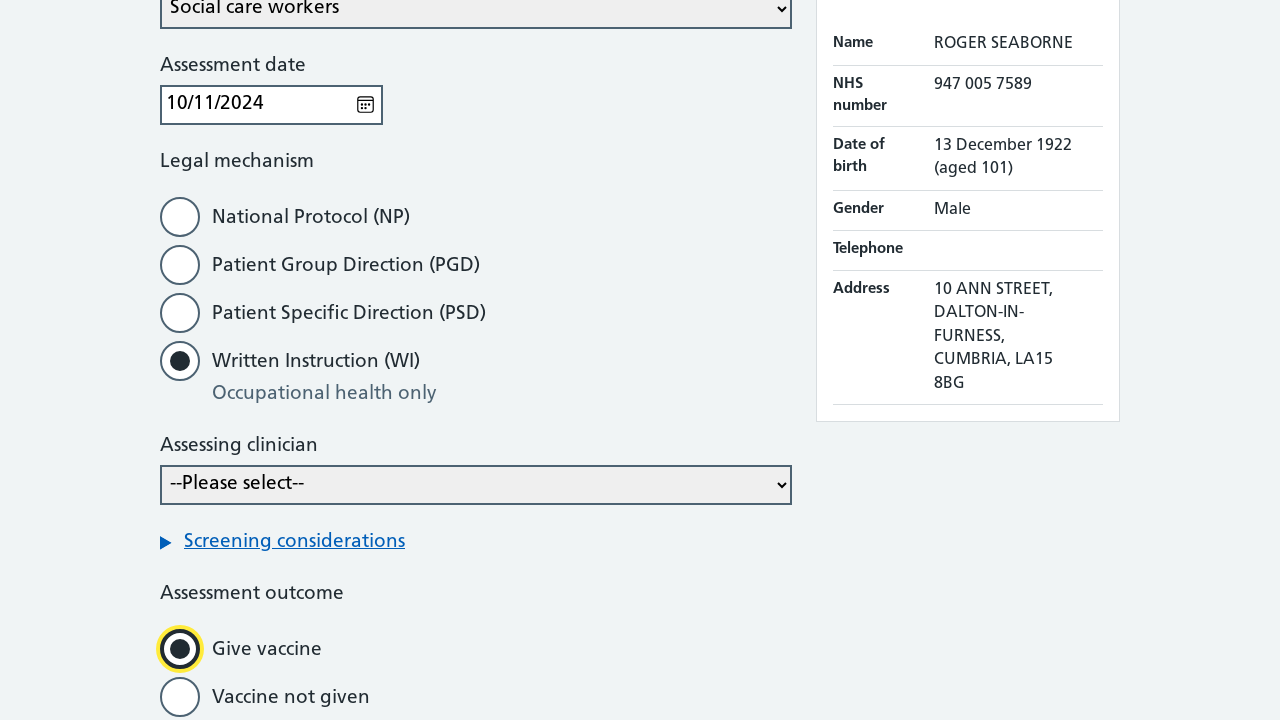 Social care workers
Assessment date
10/11/2024
Legal mechanism
National Protocol (NP)
Patient Group Direction (PGD)
Patient Specific Direction (PSD)
Written Instruction (WI)
Occupational health only
Assessing clinician
--Please select--
Screening considerations
Assessment outcome
Give vaccine
Vaccine not given
Name ROGER SEABORNE
NHS number 947 005 7589
Date of birth 13 December 1922 (aged 101)
Gender Male
Telephone
Address 10 ANN STREET,
DALTON-IN-
FURNESS,
CUMBRIA, LA15
8BG